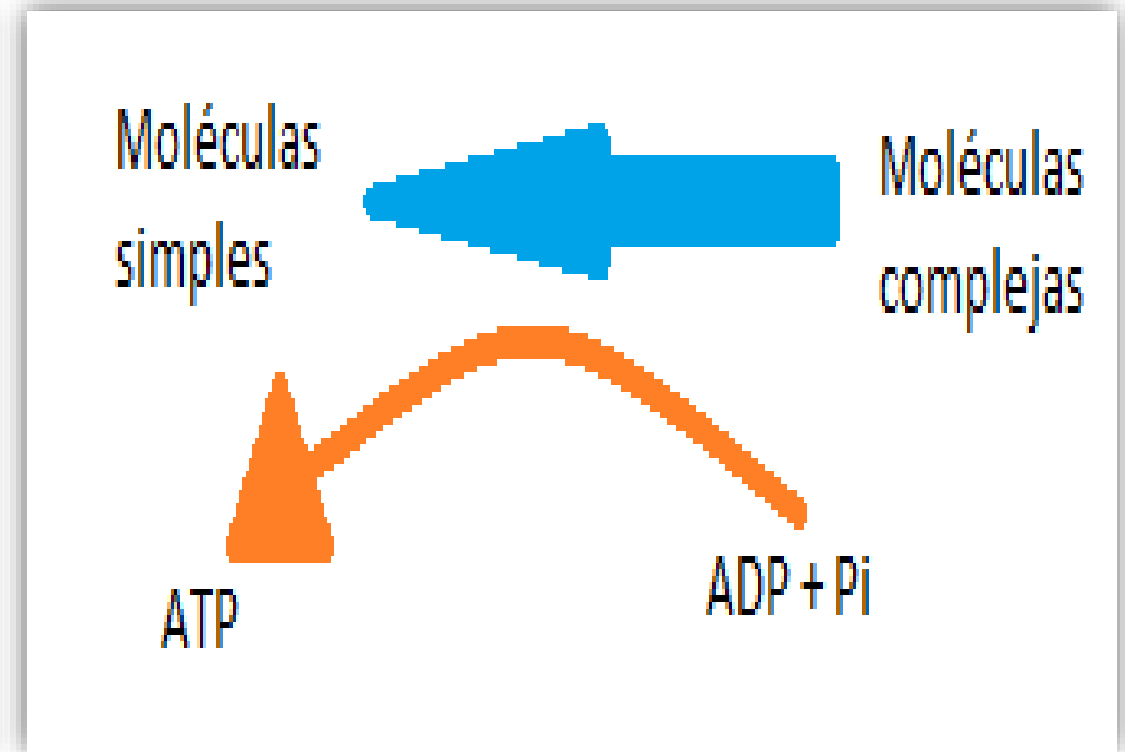 Moléculas
simples
Moléculas
complejas
ATP
ADP + Pi